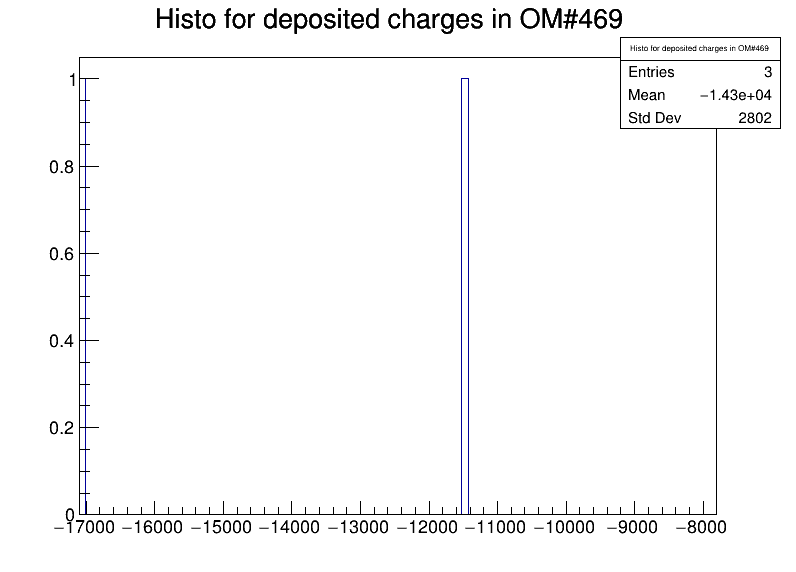 Histo for deposited charges in OM#469
Histo for deposited charges in OM#469
Entries 3
Mean −1.43e+04
Std Dev 2802
1
0.8
0.6
0.4
0.2
0
−17000 −16000 −15000 −14000 −13000 −12000 −11000 −10000 −9000 −8000